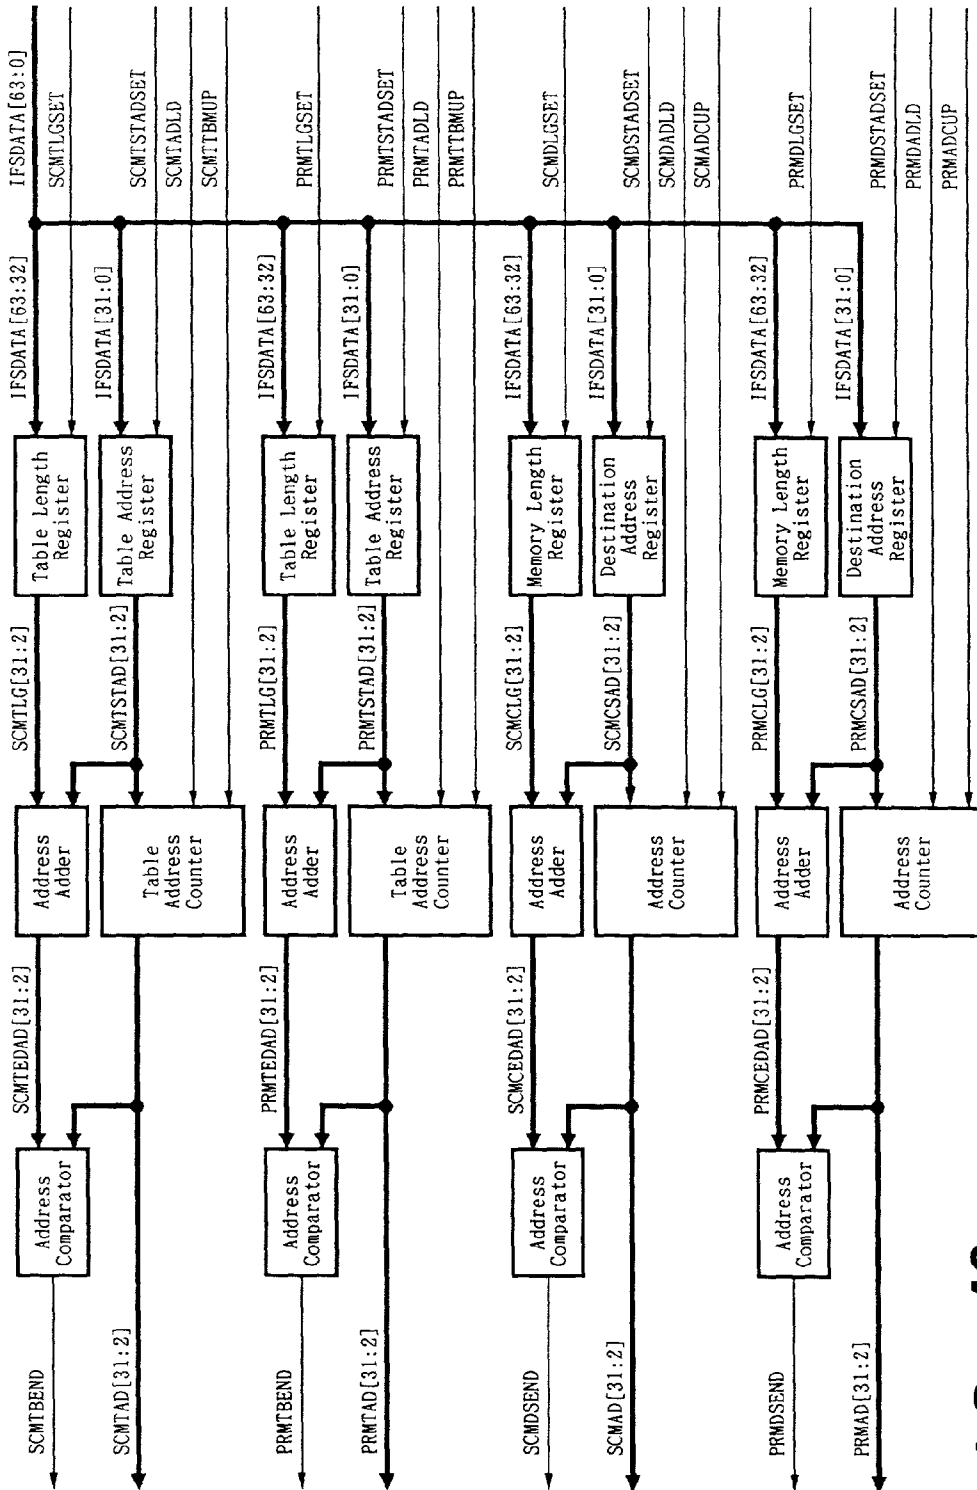 IFSDATA[63:0]
SCMTLGSET
SCMTSTADSET
SCMTADLD
SCMTTBMUP
PRMTLGSET
PRMTSTADSET
PRMTADLD
PRMTTBMUP
SCMDLGSET
SCMDSTADSET
SCMDADLD
SCMADCUP
PRMDLGSET
PRMDSTADSET
PRMDADLD
PRMADCUP
IFSDATA[63:32]
IFSDATA[31:0]
IFSDATA[63:32]
IFSDATA[31:0]
IFSDATA[63:32]
IFSDATA[31:0]
IFSDATA[63:32]
IFSDATA[31:0]
Table Length
Register
Table Address
Register
Table Length
Register
Table Address
Register
Memory Length
Register
Destination
Address
Register
Memory Length
Register
Destination
Address
Register
SCMTLG[31:2]
SCMTSTAD[31:2]
PRMTLG[31:2]
PRMTSTAD[31:2]
SCMCLG[31:2]
SCMCSAD[31:2]
PRMCLG[31:2]
PRMCSAD[31:2]
Address
Adder
Table
Address
Counter
Address
Adder
Table
Address
Counter
Address
Adder
Address
Counter
Address
Adder
Address
Counter
SCMTEDAD[31:2]
PRMTEDAD[31:2]
SCMCEDAD[31:2]
PRMCEDAD[31:2]
Address
Comparator
Address
Comparator
Address
Comparator
Address
Comparator
SCMTBEND
SCMTAD[31:2]
PRMTBEND
PRMTAD[31:2]
SCMDSEND
SCMAD[31:2]
PRMDSEND
PRMAD[31:2]